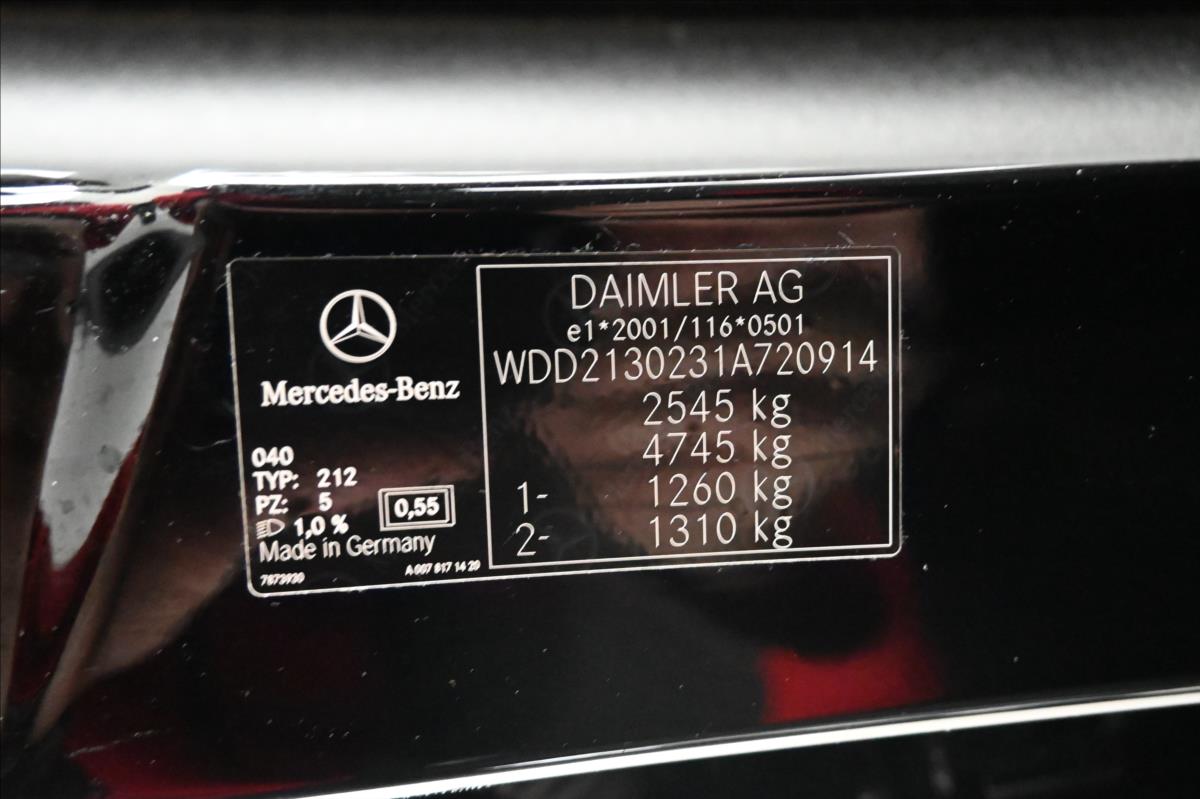 Mercedes-Benz
040
TYP: 212
PZ: 5
1,0 %
0,55
Made in Germany
7673930
A 007 817 14 20
DAIMLER AG
e1*2001/116*0501
WDD2130231A720914
2545 kg
4745 kg
1- 1260 kg
2- 1310 kg